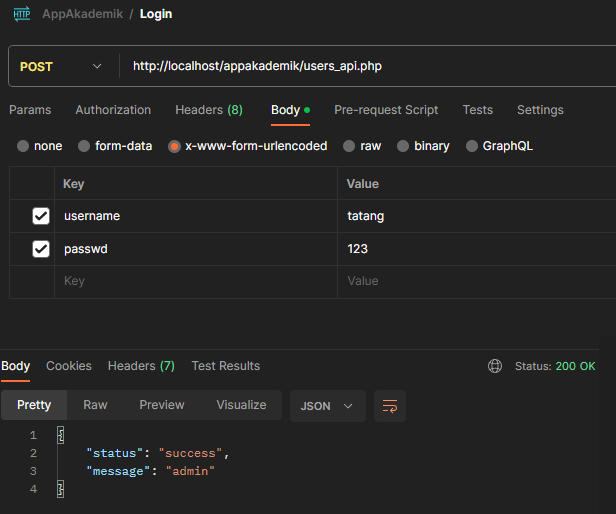 HTTP AppAkademik / Login
POST http://localhost/appakademik/users_api.php
Params Authorization Headers (8) Body Pre-request Script Tests Settings
none form-data x-www-form-urlencoded raw binary GraphQL
Key Value
username tatang
passwd 123
Key Value
Body Cookies Headers (7) Test Results Status: 200 OK
Pretty Raw Preview Visualize JSON
1 {
2 "status": "success",
3 "message": "admin"
4 }